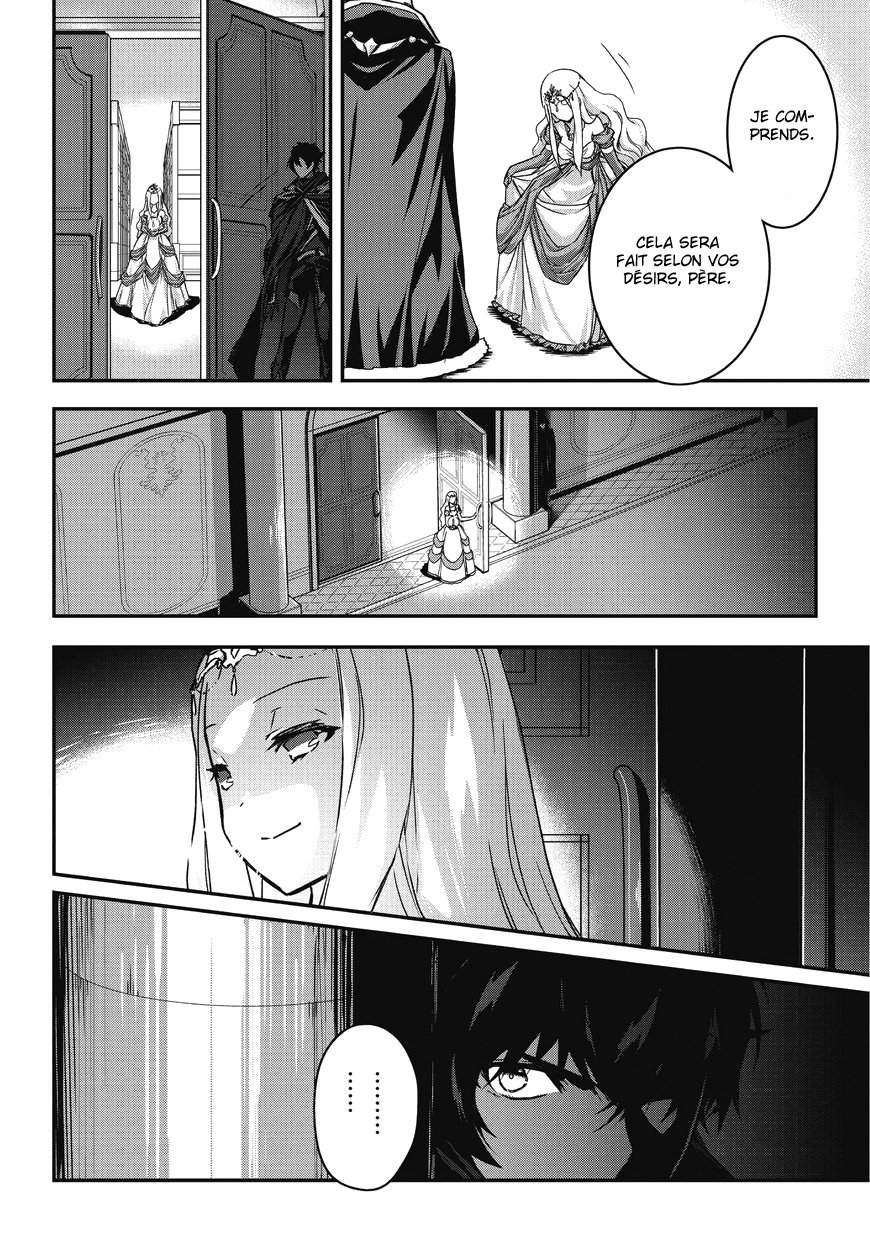 JE COM-
PRENDS.
CELA SERA
FAIT SELON VOS
DÉSIRS, PÈRE.
......
.......